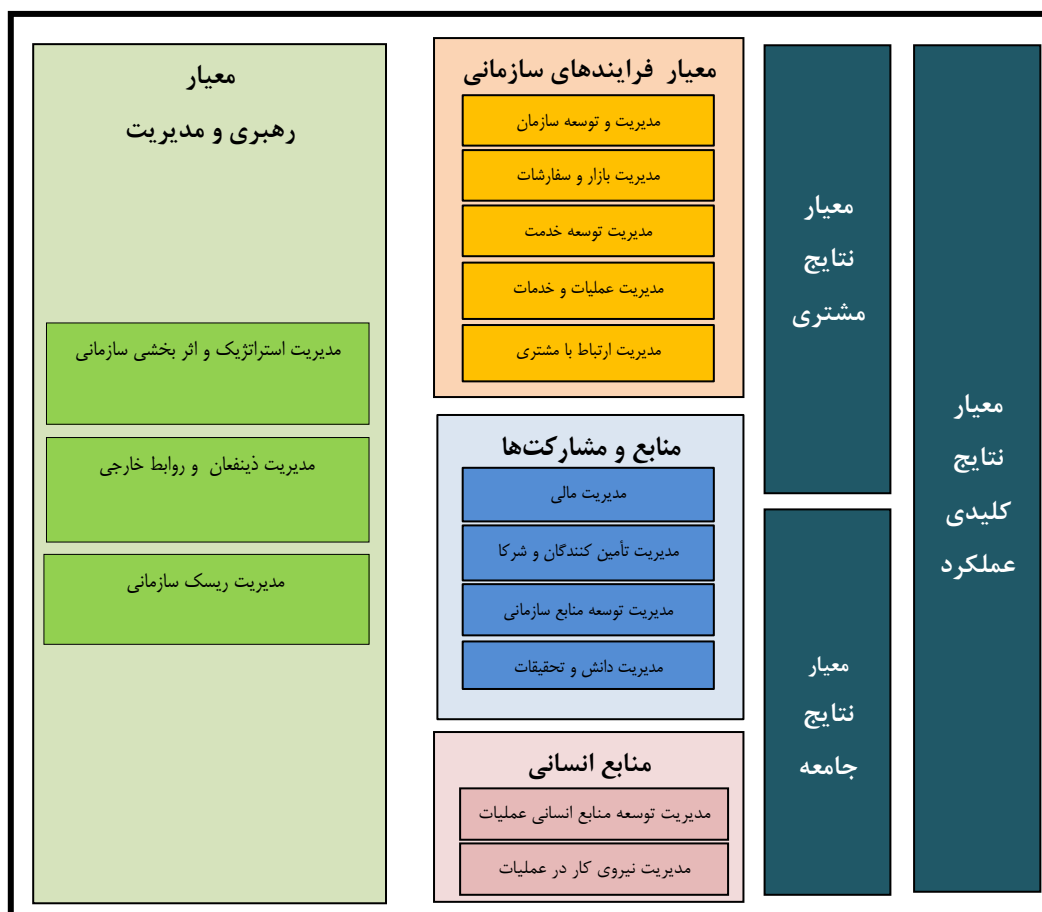 معیار
رهبری و مدیریت
مدیریت استراتژیک و اثر بخشی سازمانی
مدیریت ذینفعان و روابط خارجی
مدیریت ریسک سازمانی
معیار فرایندهای سازمانی
مدیریت و توسعه سازمان
مدیریت بازار و سفارشات
مدیریت توسعه خدمت
مدیریت عملیات و خدمات
مدیریت ارتباط با مشتری
منابع و مشارکت‌ها
مدیریت مالی
مدیریت تأمین کنندگان و شرکا
مدیریت توسعه منابع سازمانی
مدیریت دانش و تحقیقات
منابع انسانی
مدیریت توسعه منابع انسانی عملیات
مدیریت نیروی کار در عملیات
معیار
نتایج
مشتری
معیار
نتایج
جامعه
معیار
نتایج
کلیدی
عملکرد